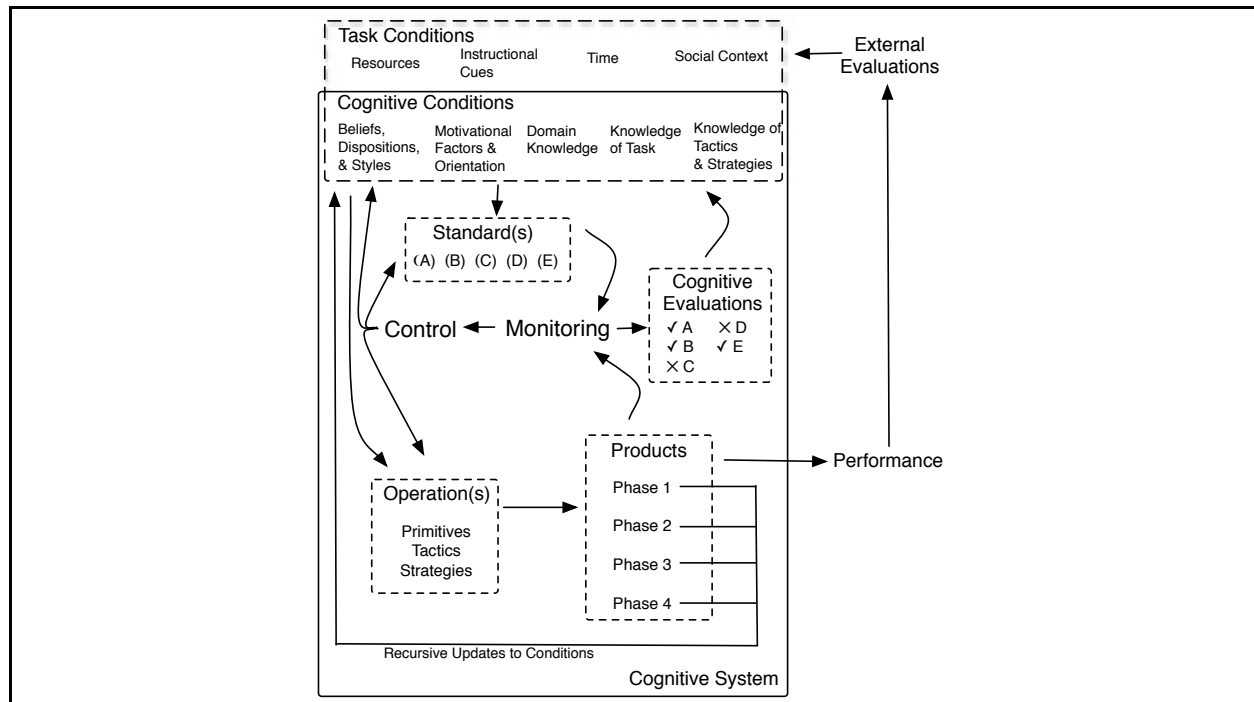 Task Conditions
Resources
Instructional
Cues
Time
Social Context
External
Evaluations
Cognitive Conditions
Beliefs,
Dispositions,
& Styles
Motivational
Factors &
Orientation
Domain
Knowledge
Knowledge
of Task
Knowledge of
Tactics
& Strategies
Standard(s)
(A) (B) (C) (D) (E)
Cognitive
Evaluations
✓ A ✕ D
✓ B ✓ E
✕ C
Control
Monitoring
Products
Phase 1
Phase 2
Phase 3
Phase 4
Performance
Operation(s)
Primitives
Tactics
Strategies
Recursive Updates to Conditions
Cognitive System